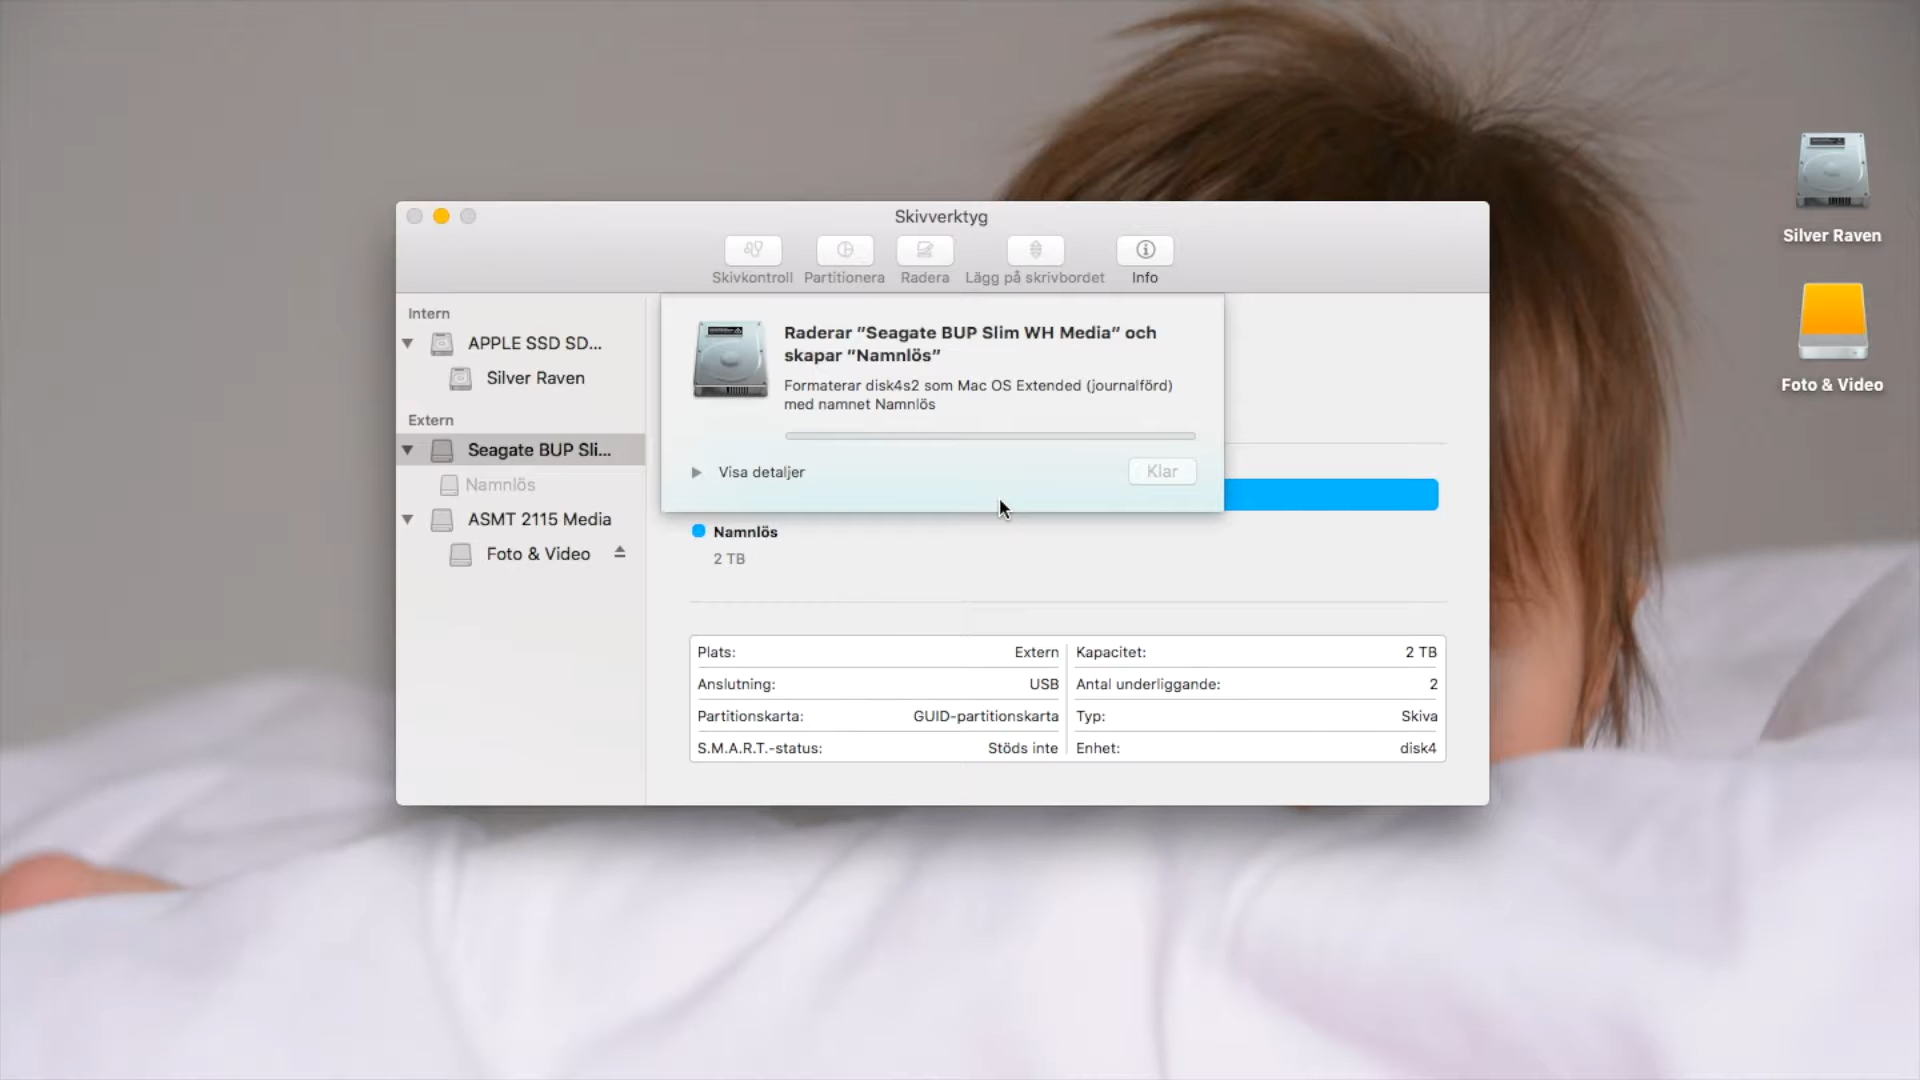 Skivverktyg
Skivkontroll
Partitionera
Radera
Lägg på skrivbordet
Info
Intern
APPLE SSD SD...
Silver Raven
Extern
Seagate BUP Sli...
Namnlös
ASMT 2115 Media
Foto & Video
Raderar ”Seagate BUP Slim WH Media” och
skapar ”Namnlös”
Formaterar disk4s2 som Mac OS Extended (journalförd)
med namnet Namnlös
Visa detaljer
Klar
Namnlös
2 TB
Plats: Extern
Anslutning: USB
Partitionskarta: GUID-partitionskarta
S.M.A.R.T.-status: Stöds inte
Kapacitet: 2 TB
Antal underliggande: 2
Typ: Skiva
Enhet: disk4
Silver Raven
Foto & Video